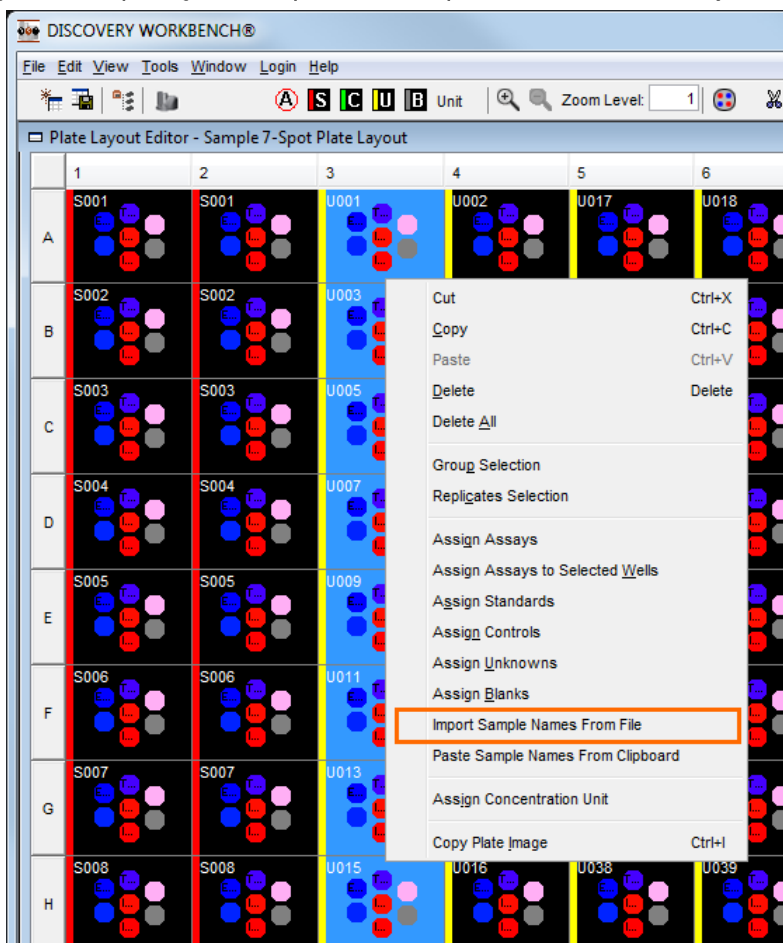 DISCOVERY WORKBENCH®
File Edit View Tools Window Login Help
A S C U B Unit Zoom Level: 1
Plate Layout Editor - Sample 7-Spot Plate Layout
1 2 3 4 5 6
S001 S001 U001 U002 U017 U018
A
S002 S002 U003
B
S003 S003 U005
C
S004 S004 U007
D
S005 S005 U009
E
S006 S006 U011
F
S007 S007 U013
G
S008 S008 U015 U016 U038 U039
H
Cut Ctrl+X
Copy Ctrl+C
Paste Ctrl+V
Delete Delete
Delete All
Group Selection
Replicates Selection
Assign Assays
Assign Assays to Selected Wells
Assign Standards
Assign Controls
Assign Unknowns
Assign Blanks
Import Sample Names From File
Paste Sample Names From Clipboard
Assign Concentration Unit
Copy Plate Image Ctrl+I